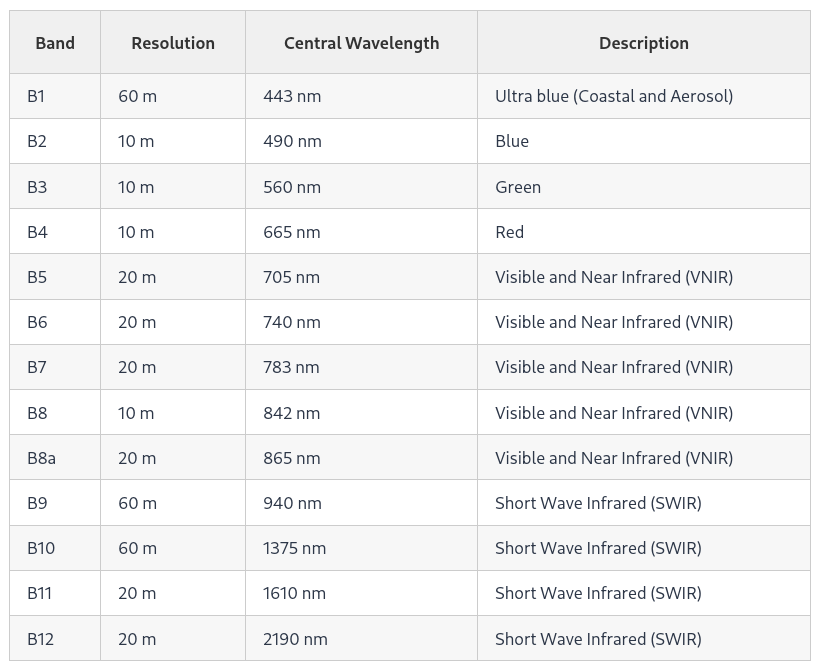 Band Resolution Central Wavelength Description
B1 60 m 443 nm Ultra blue (Coastal and Aerosol)
B2 10 m 490 nm Blue
B3 10 m 560 nm Green
B4 10 m 665 nm Red
B5 20 m 705 nm Visible and Near Infrared (VNIR)
B6 20 m 740 nm Visible and Near Infrared (VNIR)
B7 20 m 783 nm Visible and Near Infrared (VNIR)
B8 10 m 842 nm Visible and Near Infrared (VNIR)
B8a 20 m 865 nm Visible and Near Infrared (VNIR)
B9 60 m 940 nm Short Wave Infrared (SWIR)
B10 60 m 1375 nm Short Wave Infrared (SWIR)
B11 20 m 1610 nm Short Wave Infrared (SWIR)
B12 20 m 2190 nm Short Wave Infrared (SWIR)